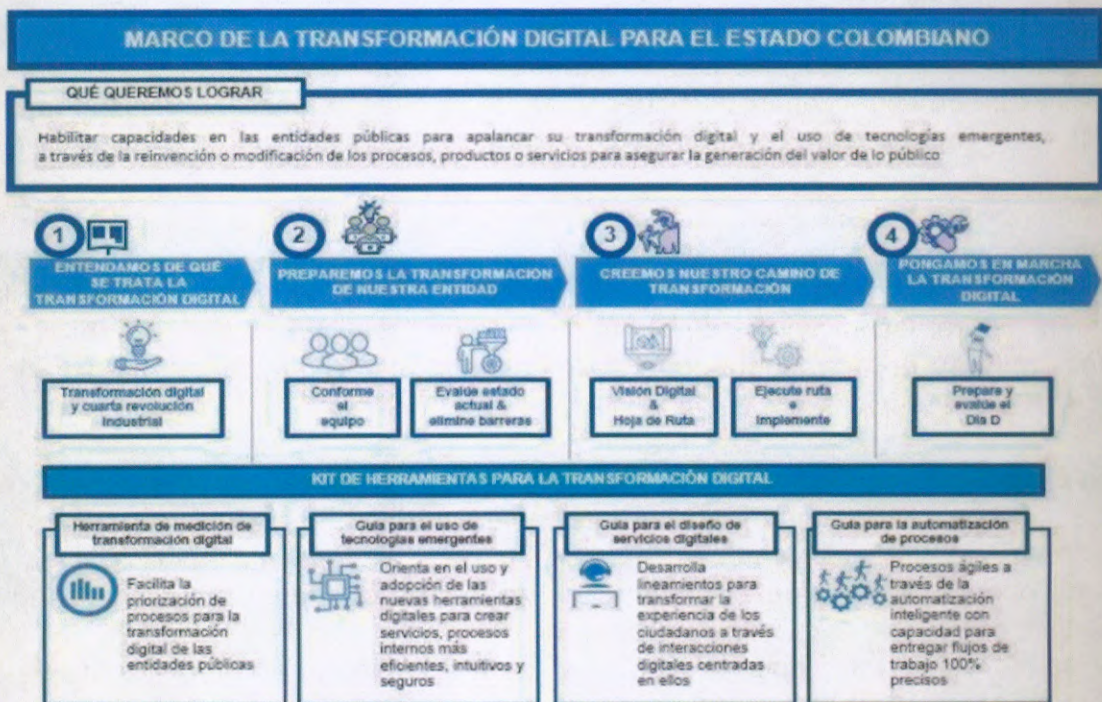 MARCO DE LA TRANSFORMACIÓN DIGITAL PARA EL ESTADO COLOMBIANO
QUÉ QUEREMOS LOGRAR
Habilitar capacidades en las entidades públicas para apalancar su transformación digital y el uso de tecnologías emergentes,
a través de la reinvención o modificación de los procesos, productos o servicios para asegurar la generación del valor de lo público
1
ENTENDAMOS DE QUÉ
SE TRATA LA
TRANSFORMACIÓN DIGITAL
2
PREPAREMOS LA TRANSFORMACIÓN
DE NUESTRA ENTIDAD
3
CREEMOS NUESTRO CAMINO DE
TRANSFORMACIÓN
4
PONGAMOS EN MARCHA
LA TRANSFORMACIÓN
DIGITAL
Transformación digital
y cuarta revolución
Industrial
Conforme
el
equipo
Evalúe estado
actual &
elimine barreras
Visión Digital
&
Hoja de Ruta
Ejecute ruta
e
Implemente
Prepare y
evalúe el
Día D
KIT DE HERRAMIENTAS PARA LA TRANSFORMACIÓN DIGITAL
Herramienta de medición de
transformación digital
Facilita la
priorización de
procesos para la
transformación
digital de las
entidades públicas
Guía para el uso de
tecnologías emergentes
Orienta en el uso y
adopción de las
nuevas herramientas
digitales para crear
servicios, procesos
internos más
eficientes, intuitivos y
seguros
Guía para el diseño de
servicios digitales
Desarrolla
lineamientos para
transformar la
experiencia de los
ciudadanos a través
de interacciones
digitales centradas
en ellos
Guía para la automatización
de procesos
Procesos ágiles a
través de la
automatización
inteligente con
capacidad para
entregar flujos de
trabajo 100%
precisos